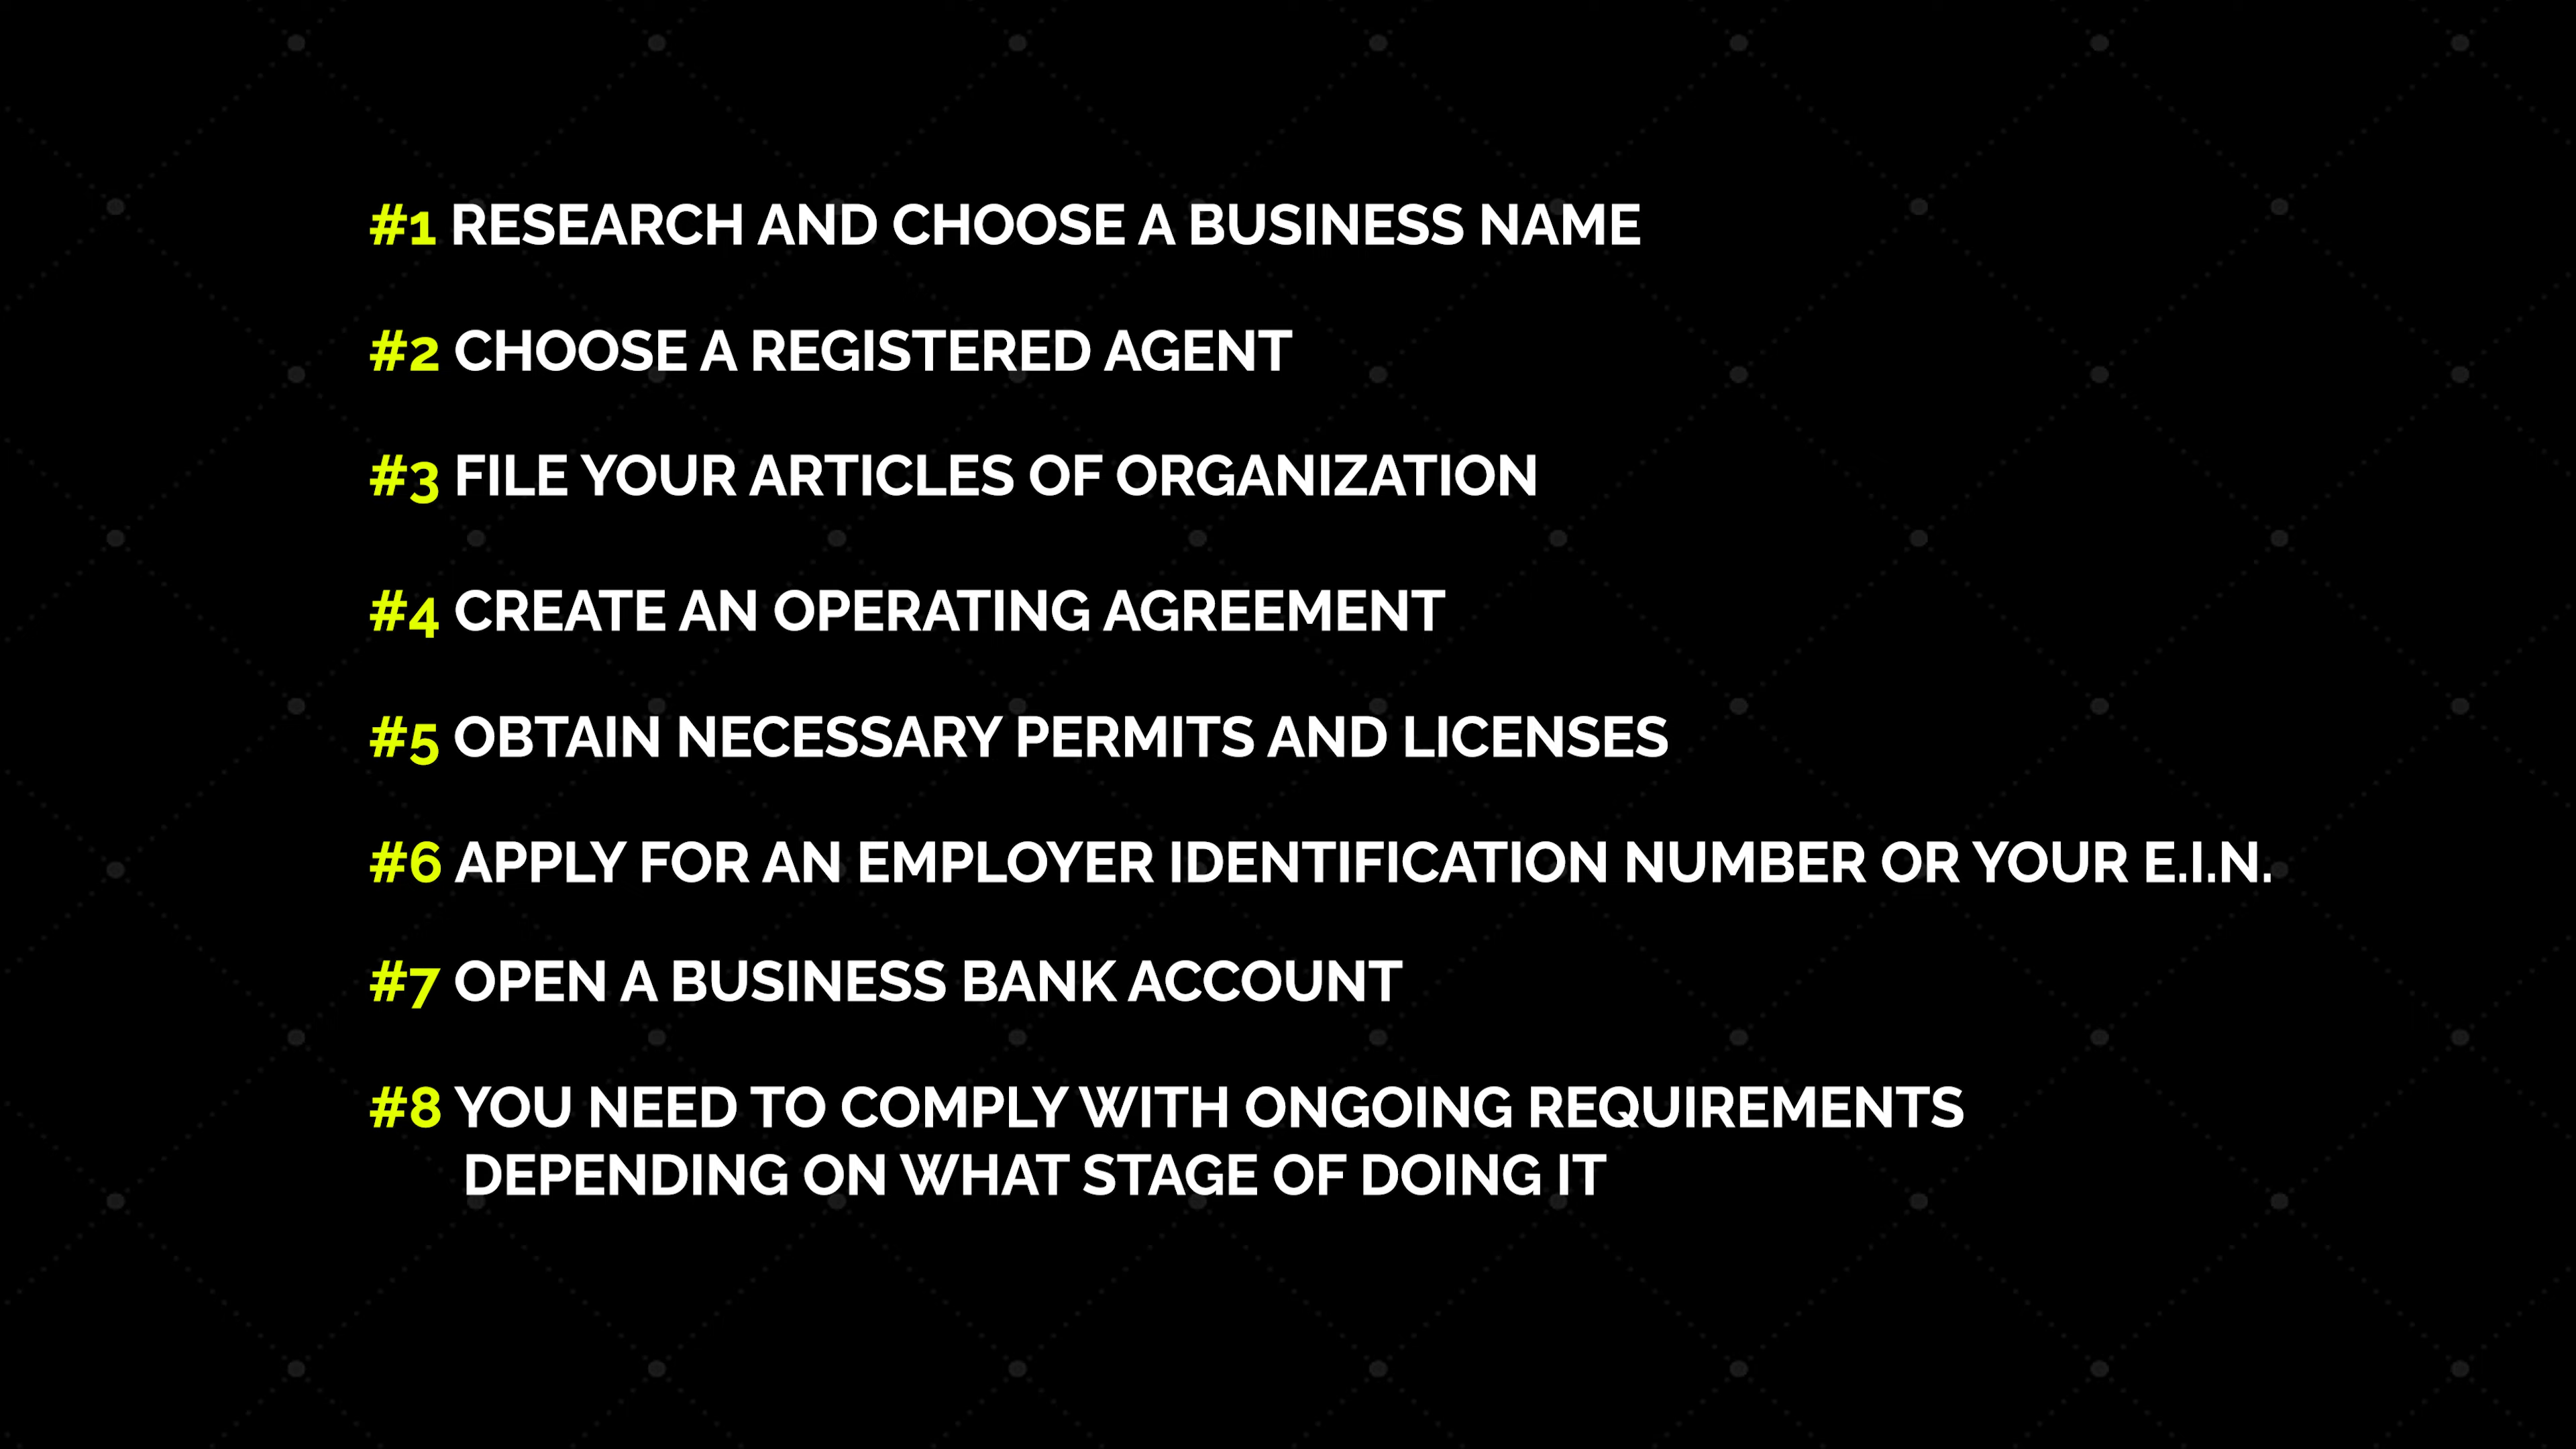 #1 RESEARCH AND CHOOSE A BUSINESS NAME
#2 CHOOSE A REGISTERED AGENT
#3 FILE YOUR ARTICLES OF ORGANIZATION
#4 CREATE AN OPERATING AGREEMENT
#5 OBTAIN NECESSARY PERMITS AND LICENSES
#6 APPLY FOR AN EMPLOYER IDENTIFICATION NUMBER OR YOUR E.I.N.
#7 OPEN A BUSINESS BANK ACCOUNT
#8 YOU NEED TO COMPLY WITH ONGOING REQUIREMENTS
DEPENDING ON WHAT STAGE OF DOING IT